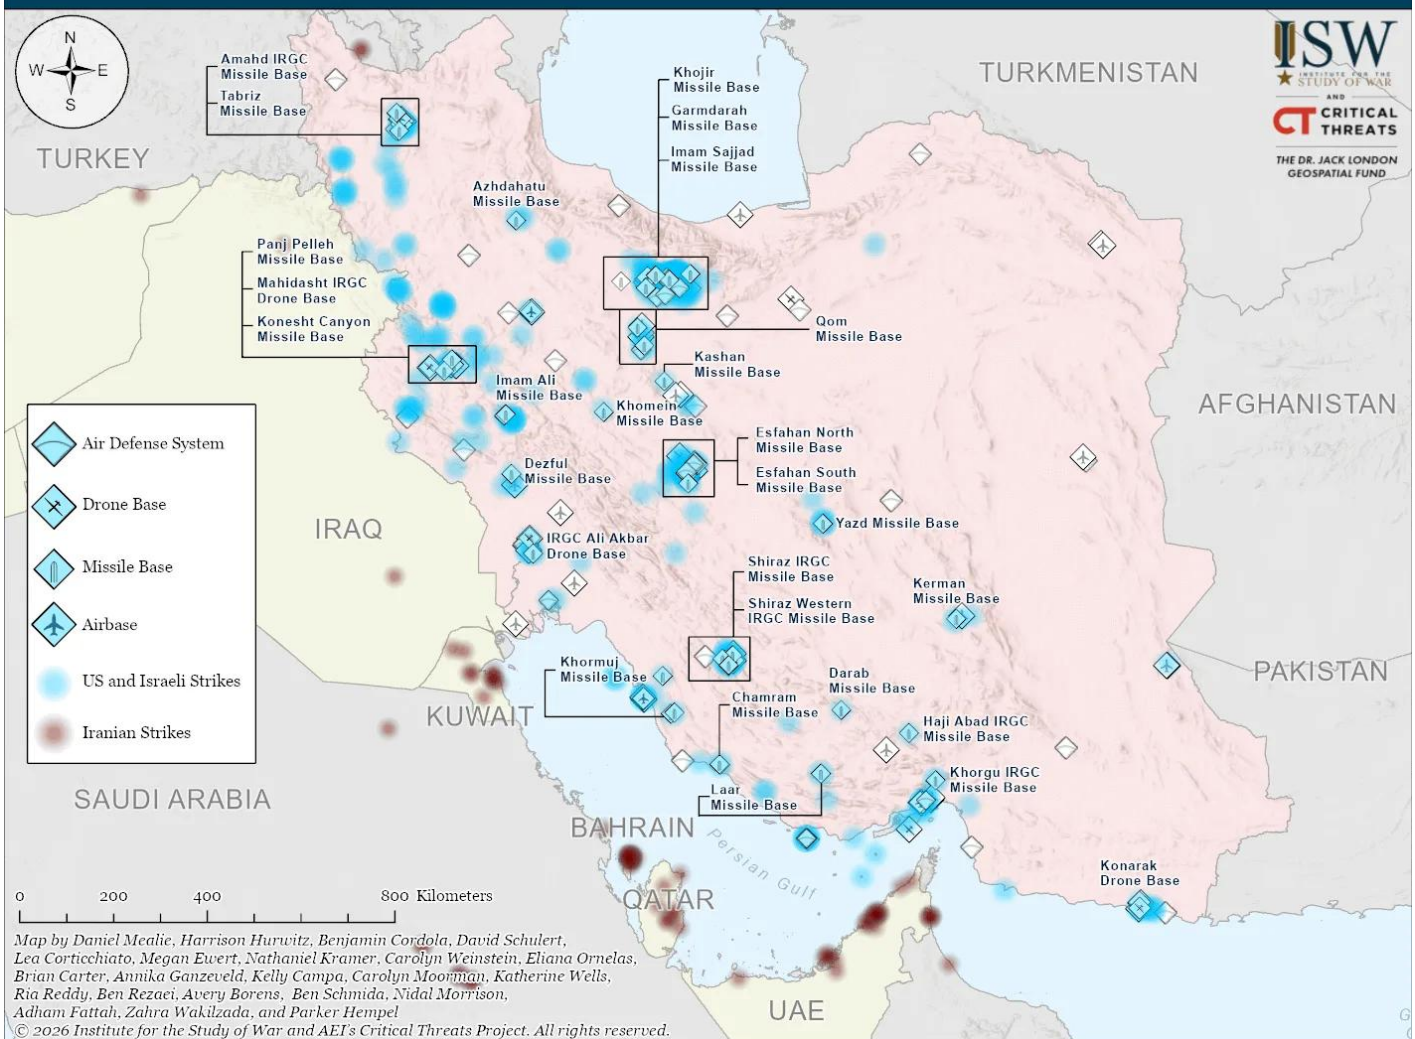 N
W
E
S
ISW
INSTITUTE FOR THE
STUDY OF WAR
AND
CT CRITICAL
THREATS
THE DR. JACK LONDON
GEOSPATIAL FUND
TURKMENISTAN
TURKEY
AFGHANISTAN
IRAQ
PAKISTAN
KUWAIT
SAUDI ARABIA
BAHRAIN
QATAR
UAE
Persian Gulf
Amahd IRGC
Missile Base
Tabriz
Missile Base
Khojir
Missile Base
Garmdarah
Missile Base
Imam Sajjad
Missile Base
Azhdahatu
Missile Base
Panj Pelleh
Missile Base
Mahidasht IRGC
Drone Base
Konesht Canyon
Missile Base
Qom
Missile Base
Kashan
Missile Base
Imam Ali
Missile Base
Khomein
Missile Base
Esfahan North
Missile Base
Esfahan South
Missile Base
Dezful
Missile Base
Yazd Missile Base
IRGC Ali Akbar
Drone Base
Shiraz IRGC
Missile Base
Shiraz Western
IRGC Missile Base
Kerman
Missile Base
Khormuj
Missile Base
Chamram
Missile Base
Darab
Missile Base
Haji Abad IRGC
Missile Base
Khorgu IRGC
Missile Base
Laar
Missile Base
Konarak
Drone Base
Air Defense System
Drone Base
Missile Base
Airbase
US and Israeli Strikes
Iranian Strikes
0 200 400 800 Kilometers
Map by Daniel Mealie, Harrison Hurwitz, Benjamin Cordola, David Schulert,
Lea Corticchiato, Megan Ewert, Nathaniel Kramer, Carolyn Weinstein, Eliana Ornelas,
Brian Carter, Annika Ganzeveld, Kelly Campa, Carolyn Moorman, Katherine Wells,
Ria Reddy, Ben Rezaei, Avery Borens, Ben Schmida, Nidal Morrison,
Adham Fattah, Zahra Wakilzada, and Parker Hempel
© 2026 Institute for the Study of War and AEI's Critical Threats Project. All rights reserved.